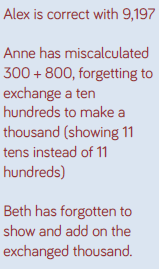 Alex is correct with 9,197
Anne has miscalculated
300 + 800, forgetting to
exchange a ten
hundreds to make a
thousand (showing 11
tens instead of 11
hundreds)
Beth has forgotten to
show and add on the
exchanged thousand.